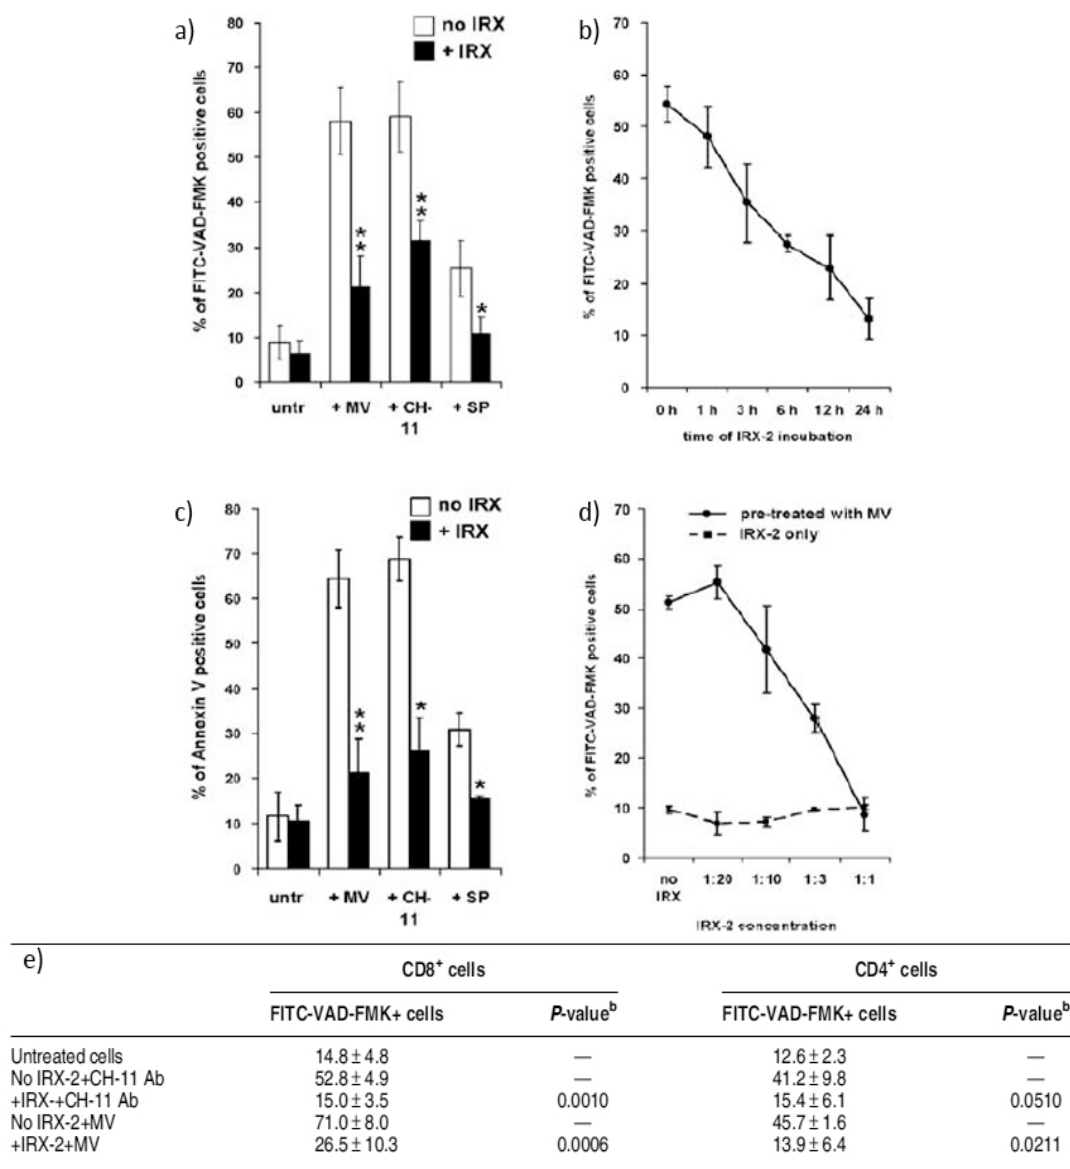 a)
no IRX
+ IRX
% of FITC-VAD-FMK positive cells
80
70
60
50
40
30
20
10
0
untr + MV + CH-11 + SP
b)
% of FITC-VAD-FMK positive cells
70
60
50
40
30
20
10
0
0 h 1 h 3 h 6 h 12 h 24 h
time of IRX-2 incubation
c)
no IRX
+ IRX
% of Annexin V positive cells
80
70
60
50
40
30
20
10
0
untr + MV + CH-11 + SP
d)
pre-treated with MV
IRX-2 only
% of FITC-VAD-FMK positive cells
70
60
50
40
30
20
10
0
no IRX 1:20 1:10 1:3 1:1
IRX-2 concentration
e)
CD8+ cells CD4+ cells
FITC-VAD-FMK+ cells P-valueb FITC-VAD-FMK+ cells P-valueb
Untreated cells 14.8 ± 4.8 — 12.6 ± 2.3 —
No IRX-2+CH-11 Ab 52.8 ± 4.9 — 41.2 ± 9.8 —
+IRX-+CH-11 Ab 15.0 ± 3.5 0.0010 15.4 ± 6.1 0.0510
No IRX-2+MV 71.0 ± 8.0 — 45.7 ± 1.6 —
+IRX-2+MV 26.5 ± 10.3 0.0006 13.9 ± 6.4 0.0211